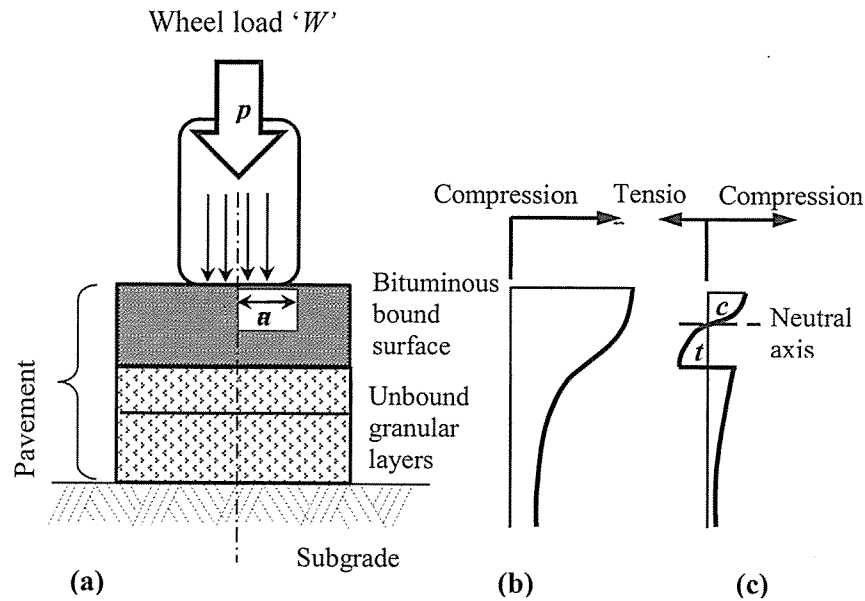 Wheel load ‘W’
p
a
Bituminous
bound
surface
Unbound
granular
layers
Pavement
Subgrade
(a)
Compression
Tensio
Compression
c
t
Neutral
axis
(b)
(c)